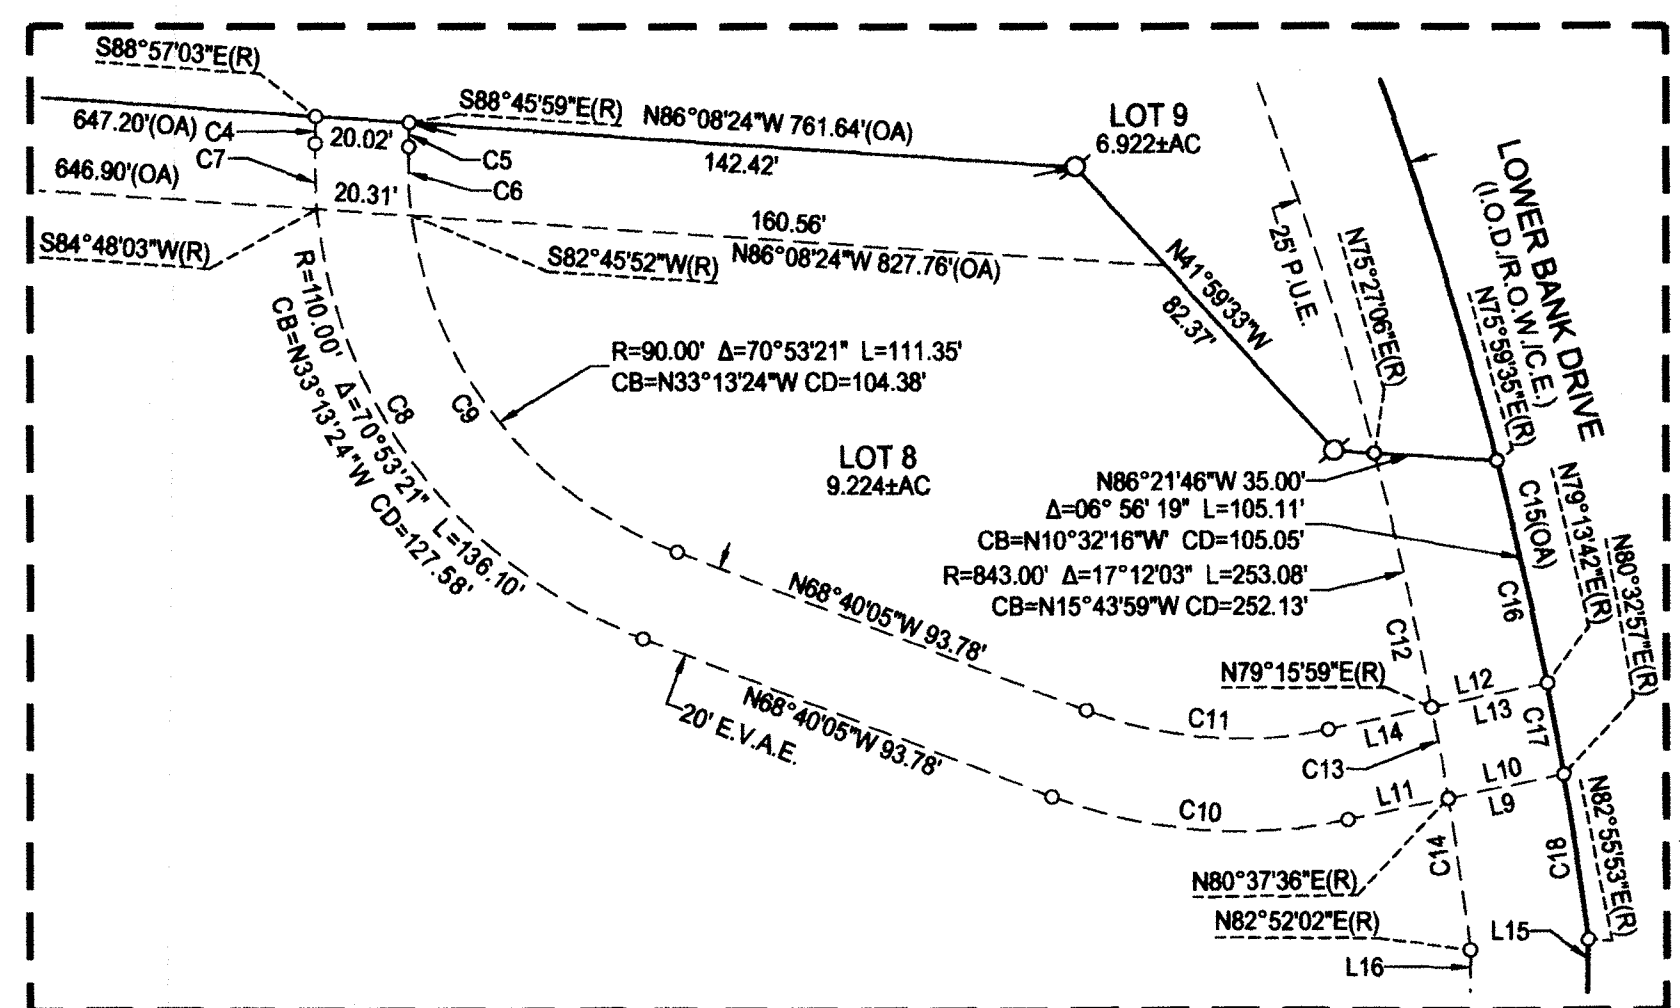 S88°57'03"E(R)
647.20'(OA) C4
20.02'
S88°45'59"E(R)
N86°08'24"W 761.64'(OA)
142.42'
C5
C7
C6
646.90'(OA)
20.31'
160.56'
N86°08'24"W 827.76'(OA)
S84°48'03"W(R)
S82°45'52"W(R)
LOT 9
6.922±AC
LOWER BANK DRIVE
(I.O.D./R.O.W./C.E.)
N75°59'35"E(R)
25' P.U.E.
N75°27'06"E(R)
N41°59'33"W
82.37'
R=110.00' Δ=70°53'21" L=136.10'
CB=N33°13'24"W CD=127.58'
C8
C9
R=90.00' Δ=70°53'21" L=111.35'
CB=N33°13'24"W CD=104.38'
LOT 8
9.224±AC
N86°21'46"W 35.00'
Δ=06° 56' 19" L=105.11'
CB=N10°32'16"W CD=105.05'
R=843.00' Δ=17°12'03" L=253.08'
CB=N15°43'59"W CD=252.13'
C15(OA)
N79°13'42"E(R)
N80°32'57"E(R)
C16
C12
N68°40'05"W 93.78'
N68°40'05"W 93.78'
20' E.V.A.E.
N79°15'59"E(R)
L12
L13
C17
C11
L14
C13
L10
L9
L11
C10
C14
C18
N82°55'53"E(R)
N80°37'36"E(R)
N82°52'02"E(R)
L15
L16